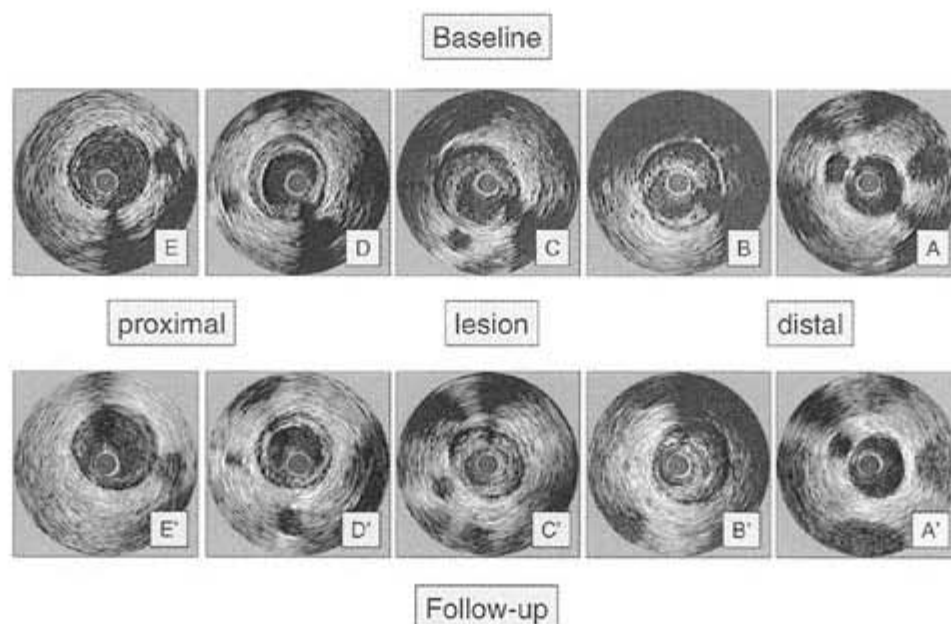 Baseline
E D C B A
proximal lesion distal
E' D' C' B' A'
Follow-up